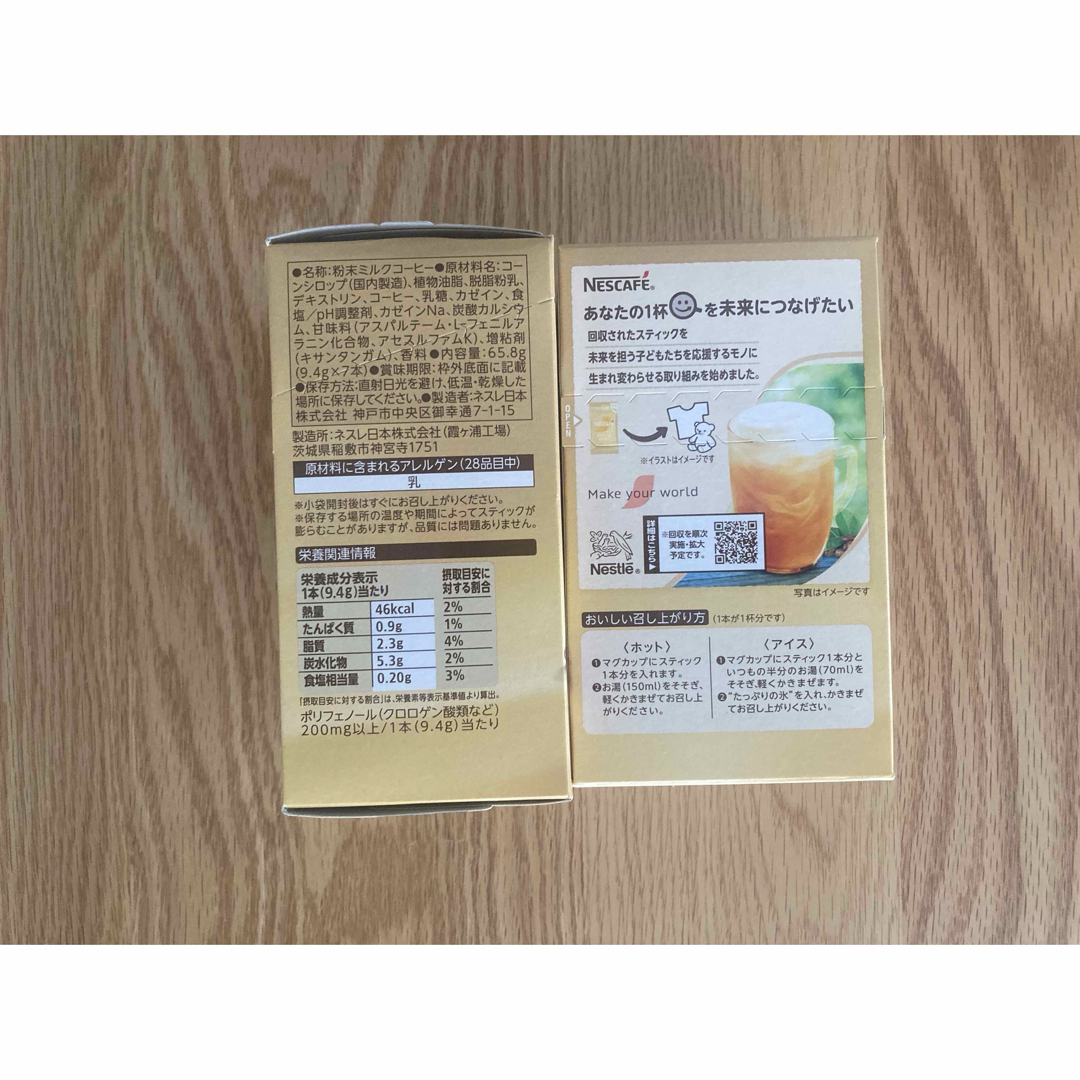 ●名称:粉末ミルクコーヒー●原材料名:コー
ンシロップ(国内製造)、植物油脂、脱脂粉乳、
デキストリン、コーヒー、乳糖、カゼイン、食
塩／pH調整剤、カゼインNa、炭酸カルシウ
ム、甘味料(アスパルテーム・L-フェニルア
ラニン化合物、アセスルファムK)、増粘剤
(キサンタンガム)、香料●内容量:65.8g
(9.4g×7本)●賞味期限:枠外底面に記載
●保存方法:直射日光を避け、低温・乾燥した
場所に保存してください。●製造者:ネスレ日本
株式会社 神戸市中央区御幸通7-1-15
製造所:ネスレ日本株式会社(霞ヶ浦工場)
茨城県稲敷市神宮寺1751
原材料に含まれるアレルゲン(28品目中)
乳
※小袋開封後はすぐにお召し上がりください。
※保存する場所の温度や期間によってスティックが
膨らむことがありますが、品質には問題ありません。
栄養関連情報
栄養成分表示
1本(9.4g)当たり
摂取目安に
対する割合
熱量 46kcal 2%
たんぱく質 0.9g 1%
脂質 2.3g 4%
炭水化物 5.3g 2%
食塩相当量 0.20g 3%
「摂取目安に対する割合」は、栄養素等表示基準値より算出。
ポリフェノール(クロロゲン酸類など)
200mg以上/1本(9.4g)当たり
NESCAFÉ®
あなたの1杯を未来につなげたい
回収されたスティックを
未来を担う子どもたちを応援するモノに
生まれ変わらせる取り組みを始めました。
OPEN
※イラストはイメージです
Make your world
Nestlé®
詳細はこちら▶
※回収を順次
実施・拡大
予定です。
写真はイメージです
おいしい召し上がり方 (1本が1杯分です)
〈ホット〉
❶マグカップにスティック
1本分を入れます。
❷お湯(150ml)をそそぎ、
軽くかきまぜてお召し上
がりください。
〈アイス〉
❶マグカップにスティック1本分と
いつもの半分のお湯(70ml)を
そそぎ、軽くかきまぜます。
❷“たっぷりの氷”を入れ、かきまぜ
てお召し上がりください。